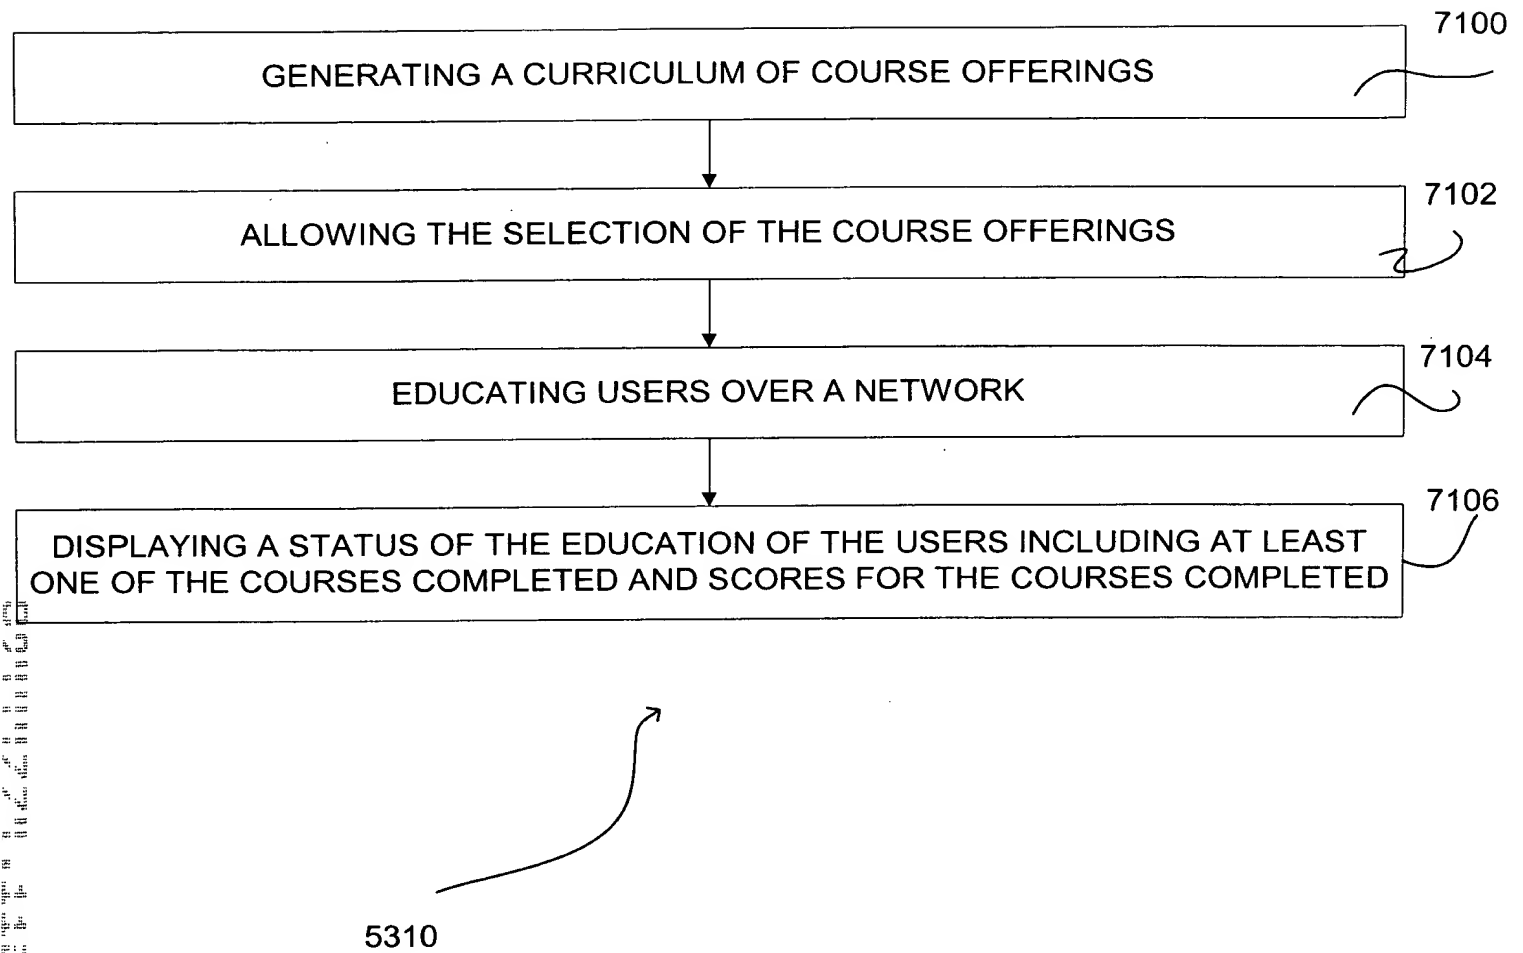 7100
GENERATING A CURRICULUM OF COURSE OFFERINGS
7102
ALLOWING THE SELECTION OF THE COURSE OFFERINGS
7104
EDUCATING USERS OVER A NETWORK
7106
DISPLAYING A STATUS OF THE EDUCATION OF THE USERS INCLUDING AT LEAST
ONE OF THE COURSES COMPLETED AND SCORES FOR THE COURSES COMPLETED
5310